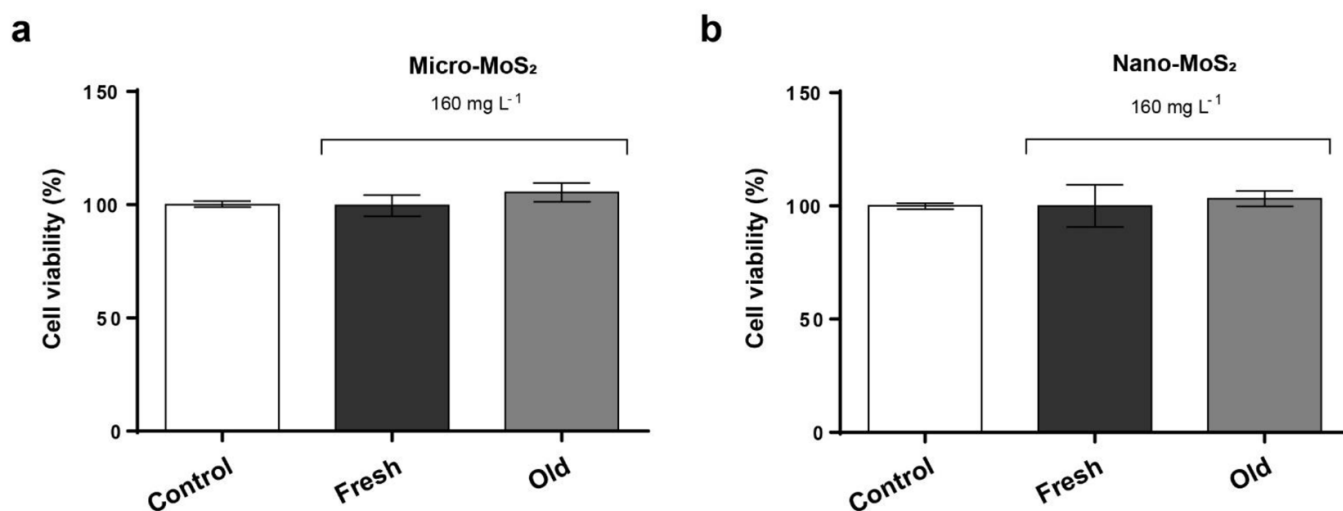 a
Micro-MoS₂
160 mg L⁻¹
Cell viability (%)
150
100
50
0
Control
Fresh
Old
b
Nano-MoS₂
160 mg L⁻¹
Cell viability (%)
150
100
50
0
Control
Fresh
Old